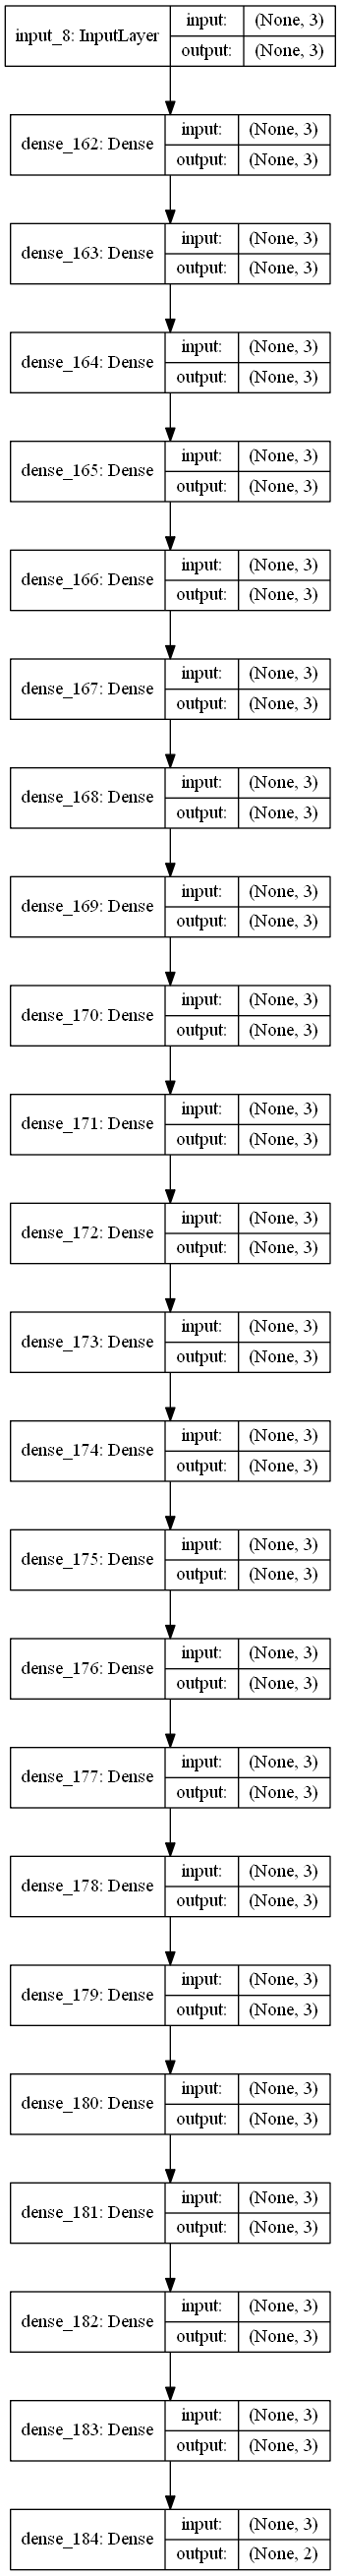 input_8: InputLayer input: (None, 3)
output: (None, 3)
dense_162: Dense input: (None, 3)
output: (None, 3)
dense_163: Dense input: (None, 3)
output: (None, 3)
dense_164: Dense input: (None, 3)
output: (None, 3)
dense_165: Dense input: (None, 3)
output: (None, 3)
dense_166: Dense input: (None, 3)
output: (None, 3)
dense_167: Dense input: (None, 3)
output: (None, 3)
dense_168: Dense input: (None, 3)
output: (None, 3)
dense_169: Dense input: (None, 3)
output: (None, 3)
dense_170: Dense input: (None, 3)
output: (None, 3)
dense_171: Dense input: (None, 3)
output: (None, 3)
dense_172: Dense input: (None, 3)
output: (None, 3)
dense_173: Dense input: (None, 3)
output: (None, 3)
dense_174: Dense input: (None, 3)
output: (None, 3)
dense_175: Dense input: (None, 3)
output: (None, 3)
dense_176: Dense input: (None, 3)
output: (None, 3)
dense_177: Dense input: (None, 3)
output: (None, 3)
dense_178: Dense input: (None, 3)
output: (None, 3)
dense_179: Dense input: (None, 3)
output: (None, 3)
dense_180: Dense input: (None, 3)
output: (None, 3)
dense_181: Dense input: (None, 3)
output: (None, 3)
dense_182: Dense input: (None, 3)
output: (None, 3)
dense_183: Dense input: (None, 3)
output: (None, 3)
dense_184: Dense input: (None, 3)
output: (None, 2)